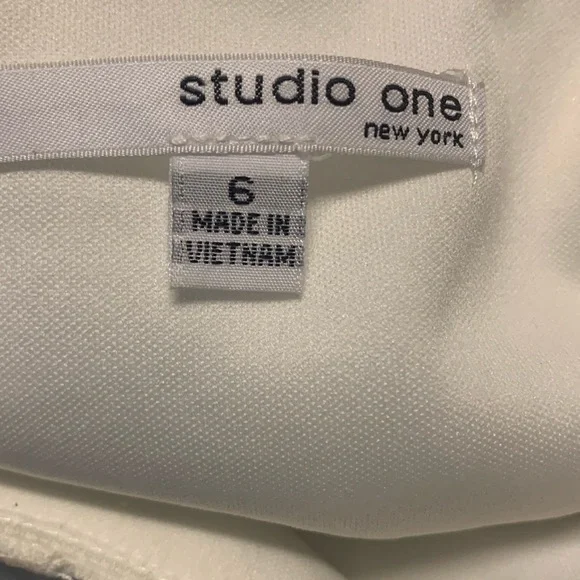 studio one
new york
6
MADE IN
VIETNAM